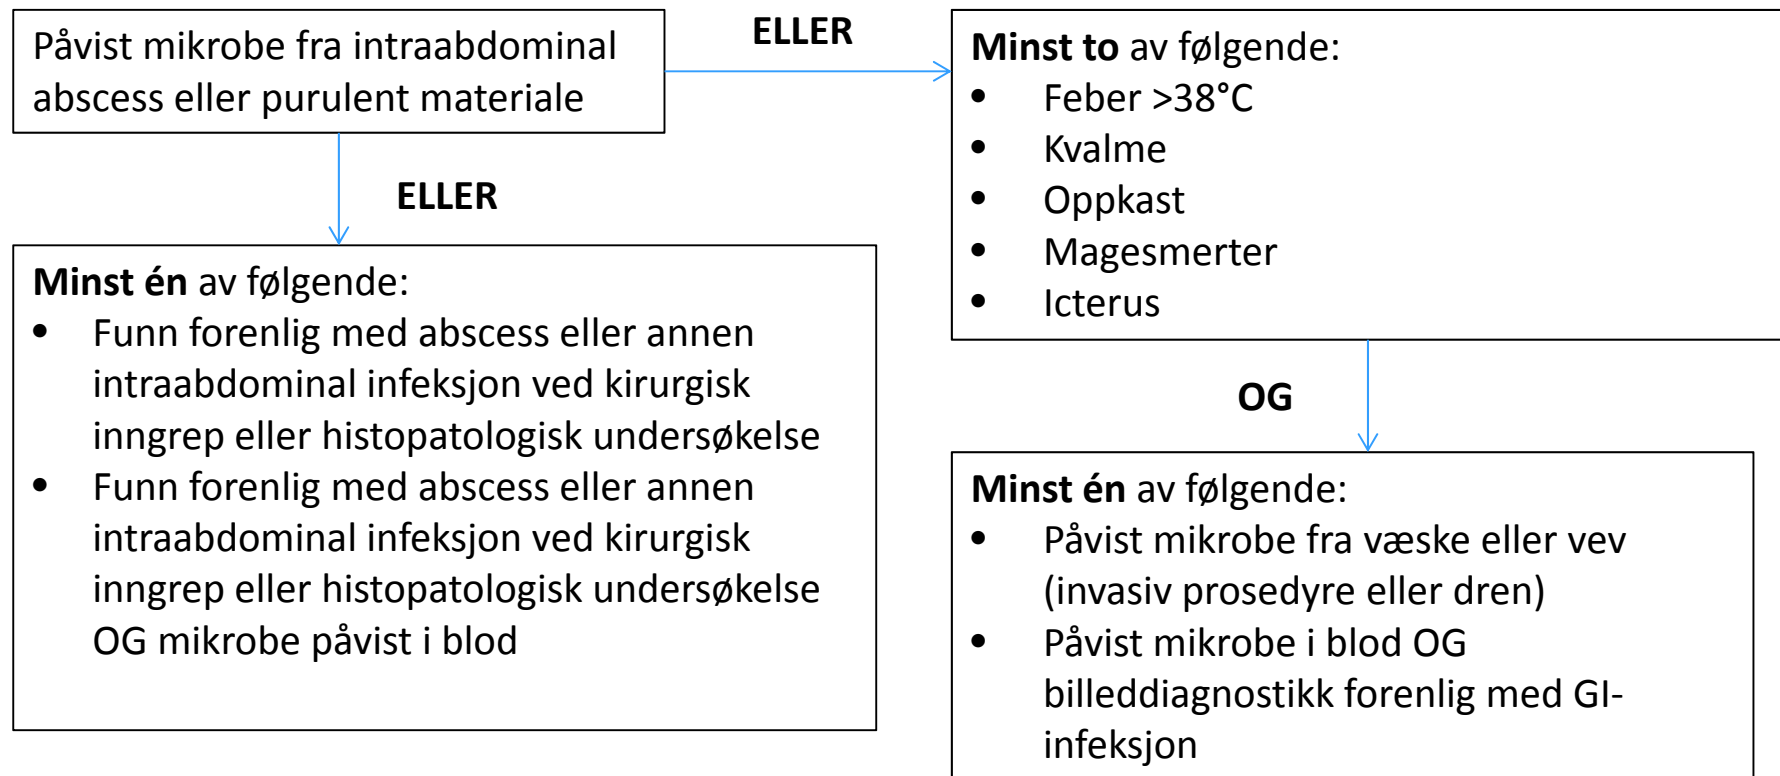 Påvist mikrobe fra intraabdominal
abscess eller purulent materiale
ELLER
ELLER
Minst én av følgende:
• Funn forenlig med abscess eller annen
intraabdominal infeksjon ved kirurgisk
inngrep eller histopatologisk undersøkelse
• Funn forenlig med abscess eller annen
intraabdominal infeksjon ved kirurgisk
inngrep eller histopatologisk undersøkelse
OG mikrobe påvist i blod
Minst to av følgende:
• Feber >38°C
• Kvalme
• Oppkast
• Magesmerter
• Icterus
OG
Minst én av følgende:
• Påvist mikrobe fra væske eller vev
(invasiv prosedyre eller dren)
• Påvist mikrobe i blod OG
billeddiagnostikk forenlig med GI-
infeksjon